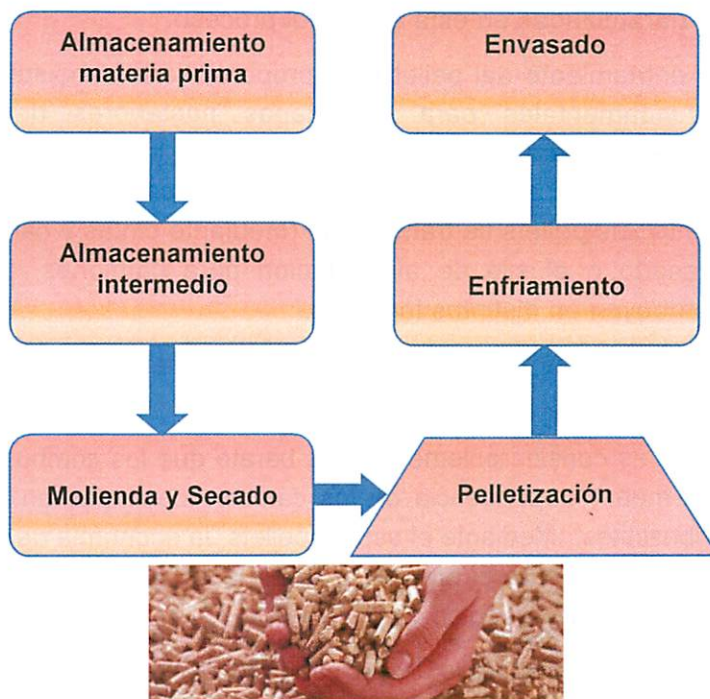 Almacenamiento
materia prima
Almacenamiento
intermedio
Molienda y Secado
Pelletización
Enfriamiento
Envasado